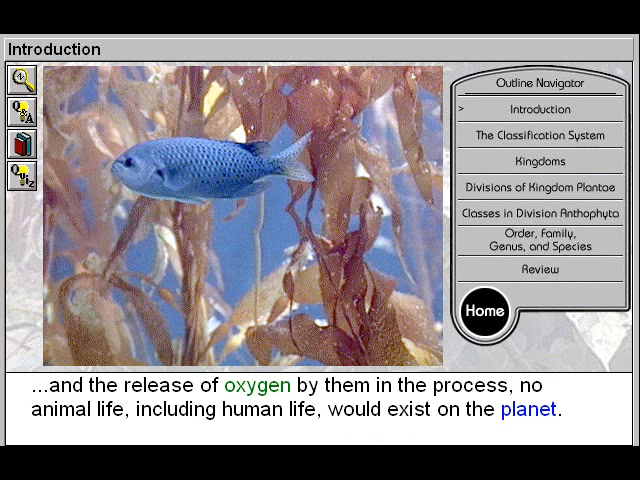 Introduction
Q&A
Quiz
Outline Navigator
> Introduction
The Classification System
Kingdoms
Divisions of Kingdom Plantae
Classes in Division Anthophyta
Order, Family,
Genus, and Species
Review
Home
...and the release of oxygen by them in the process, no
animal life, including human life, would exist on the planet.